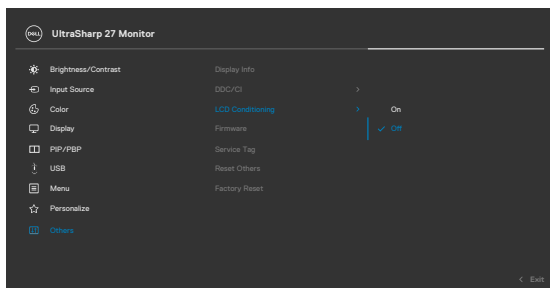 DELL UltraSharp 27 Monitor
Brightness/Contrast
Input Source
Color
Display
PIP/PBP
USB
Menu
Personalize
Others
Display Info
DDC/CI
LCD Conditioning
Firmware
Service Tag
Reset Others
Factory Reset
On
Off
Exit